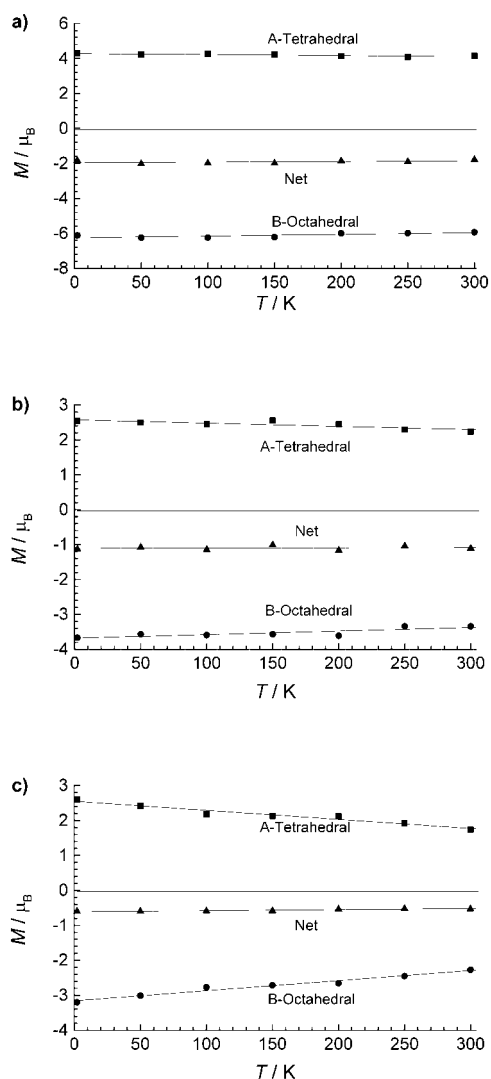 a)
6
A-Tetrahedral
4
2
0
M / μB
-2
Net
-4
B-Octahedral
-6
-8
0 50 100 150 200 250 300
T / K
b)
3
2
A-Tetrahedral
1
0
M / μB
Net
-1
-2
B-Octahedral
-3
-4
0 50 100 150 200 250 300
T / K
c)
3
2
A-Tetrahedral
1
0
M / μB
-1
Net
-2
-3
B-Octahedral
-4
0 50 100 150 200 250 300
T / K